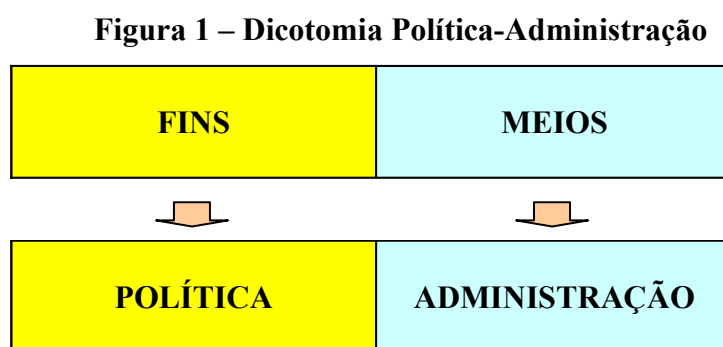 Figura 1 – Dicotomia Política-Administração
FINS
MEIOS
POLÍTICA
ADMINISTRAÇÃO